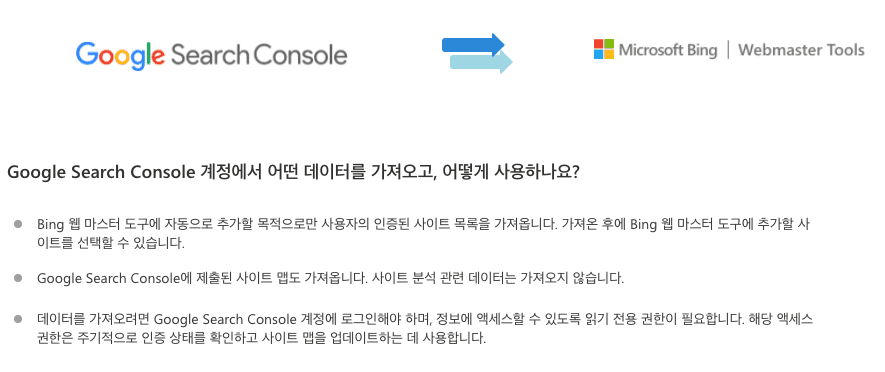 Google Search Console
Microsoft Bing | Webmaster Tools
Google Search Console 계정에서 어떤 데이터를 가져오고, 어떻게 사용하나요?
Bing 웹 마스터 도구에 자동으로 추가할 목적으로만 사용자의 인증된 사이트 목록을 가져옵니다. 가져온 후에 Bing 웹 마스터 도구에 추가할 사
이트를 선택할 수 있습니다.
Google Search Console에 제출된 사이트 맵도 가져옵니다. 사이트 분석 관련 데이터는 가져오지 않습니다.
데이터를 가져오려면 Google Search Console 계정에 로그인해야 하며, 정보에 액세스할 수 있도록 읽기 전용 권한이 필요합니다. 해당 액세스
권한은 주기적으로 인증 상태를 확인하고 사이트 맵을 업데이트하는 데 사용합니다.